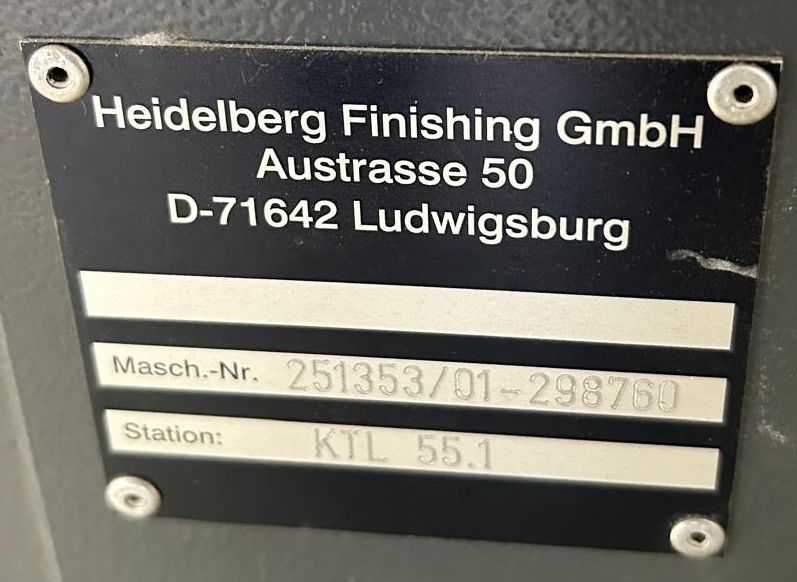 Heidelberg Finishing GmbH
Austrasse 50
D-71642 Ludwigsburg
Masch.-Nr. 251353/01-298760
Station: KTL 55.1